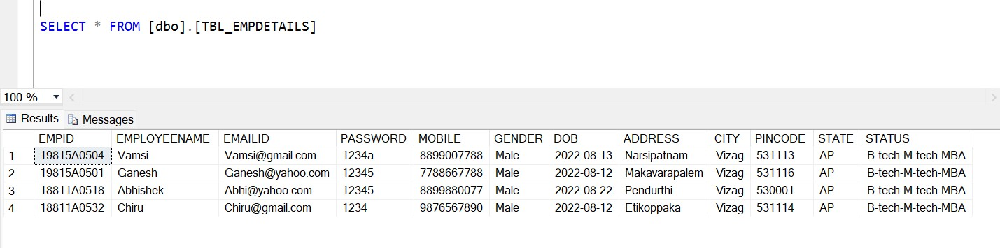 SELECT * FROM [dbo].[TBL_EMPDETAILS]
100 %
Results Messages
EMPID EMPLOYEENAME EMAILID PASSWORD MOBILE GENDER DOB ADDRESS CITY PINCODE STATE STATUS
1 19815A0504 Vamsi Vamsi@gmail.com 1234a 8899007788 Male 2022-08-13 Narsipatnam Vizag 531113 AP B-tech-M-tech-MBA
2 19815A0501 Ganesh Ganesh@yahoo.com 12345 7788667788 Male 2022-08-12 Makavarapalem Vizag 531116 AP B-tech-M-tech-MBA
3 18811A0518 Abhishek Abhi@yahoo.com 12345 8899880077 Male 2022-08-22 Pendurthi Vizag 530001 AP B-tech-M-tech-MBA
4 18811A0532 Chiru Chiru@gmail.com 1234 9876567890 Male 2022-08-12 Etikoppaka Vizag 531114 AP B-tech-M-tech-MBA